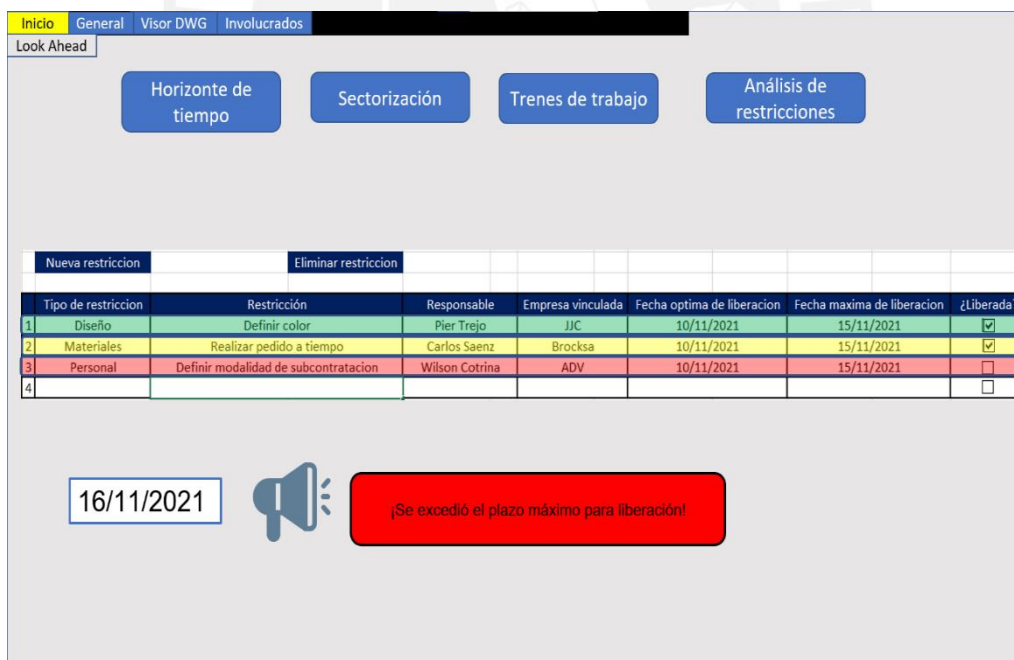 Inicio General Visor DWG Involucrados
Look Ahead
Horizonte de
tiempo
Sectorización
Trenes de trabajo
Análisis de
restricciones
Nueva restriccion Eliminar restriccion
Tipo de restriccion Restricción Responsable Empresa vinculada Fecha optima de liberacion Fecha maxima de liberacion ¿Liberada?
1 Diseño Definir color Pier Trejo JJC 10/11/2021 15/11/2021
2 Materiales Realizar pedido a tiempo Carlos Saenz Brocksa 10/11/2021 15/11/2021
3 Personal Definir modalidad de subcontratacion Wilson Cotrina ADV 10/11/2021 15/11/2021
4
16/11/2021
¡Se excedió el plazo máximo para liberación!